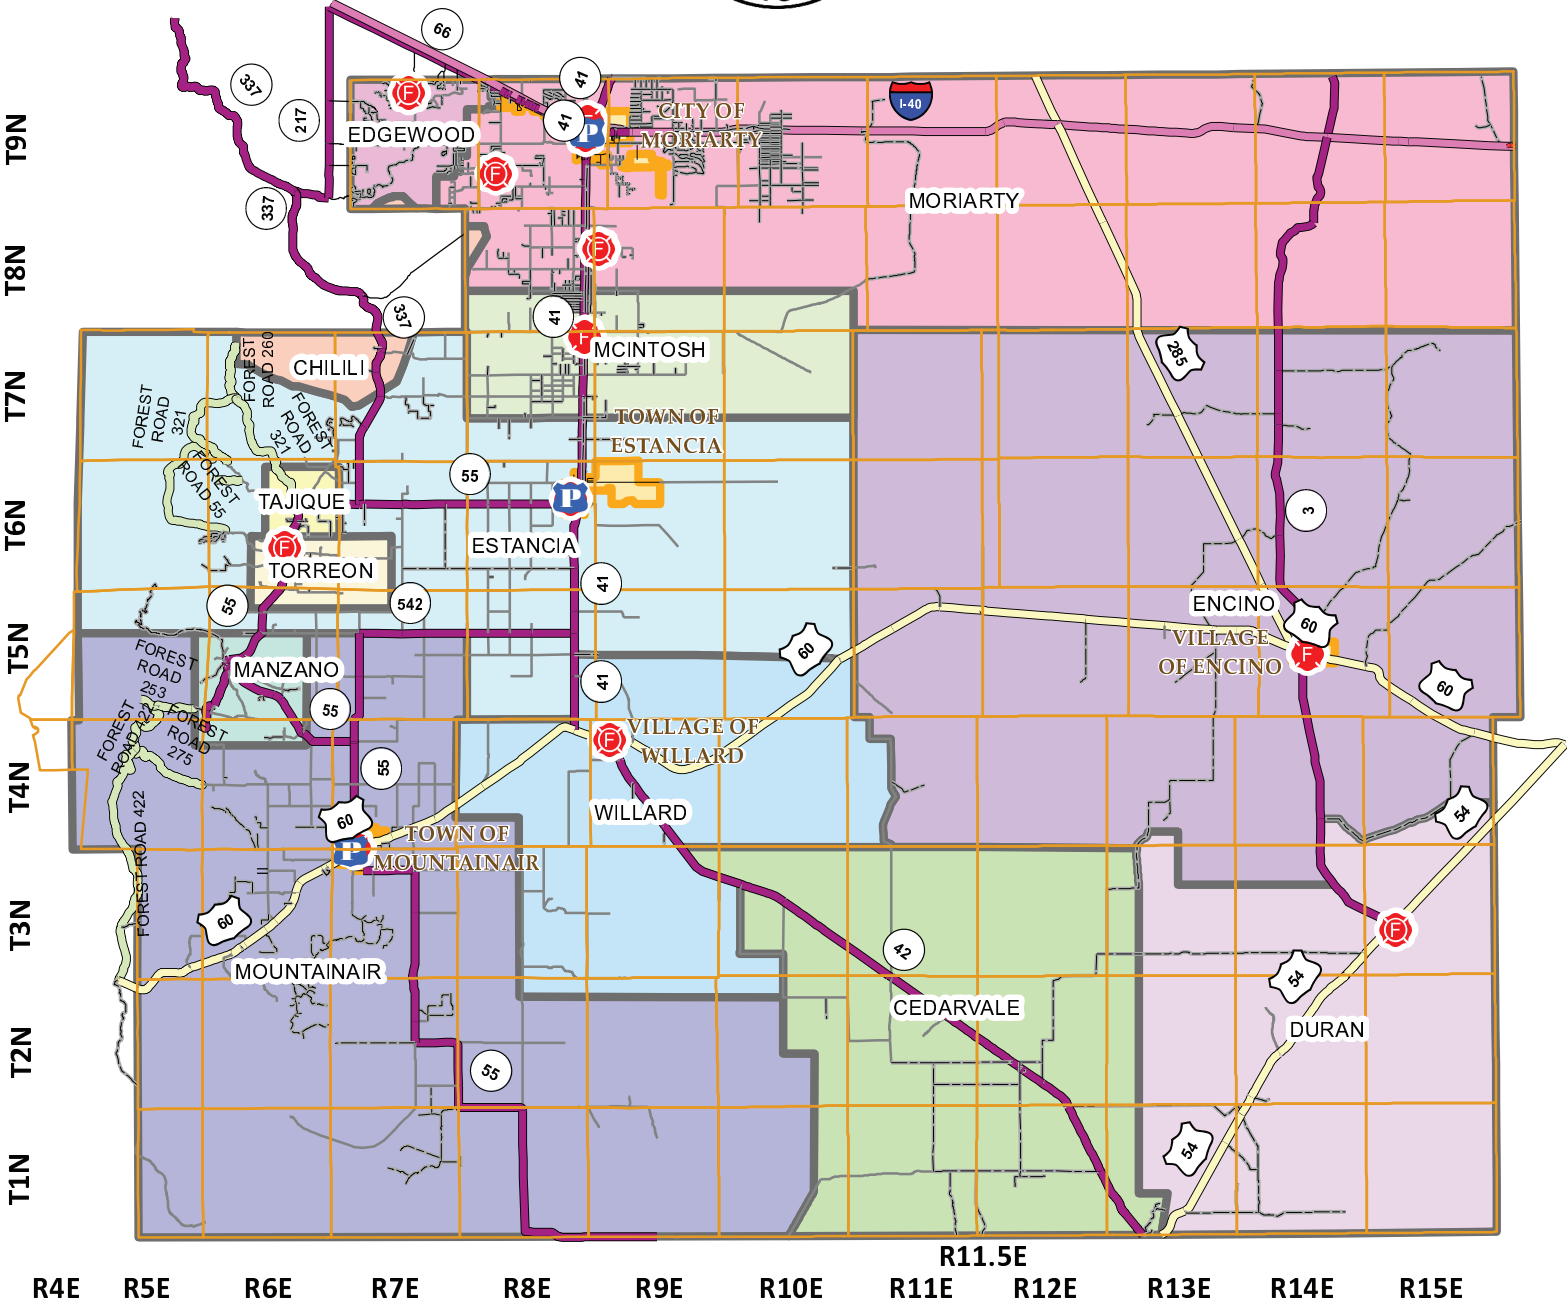 66
41
337
217
T9N
EDGEWOOD
41
P
CITY OF
MORIARTY
I-40
F
F
337
MORIARTY
T8N
F
337
41
F
MCINTOSH
285
FOREST
ROAD 260
CHILILI
T7N
FOREST
ROAD
321
FOREST
ROAD
321
TOWN OF
ESTANCIA
FOREST
ROAD 55
55
P
TAJIQUE
3
T6N
F
ESTANCIA
TORREON
55
542
41
ENCINO
60
VILLAGE
OF ENCINO
F
T5N
FOREST
ROAD
253
MANZANO
60
41
60
55
FOREST
ROAD 422
FOREST
ROAD
275
F
VILLAGE OF
WILLARD
T4N
55
WILLARD
54
60
P
TOWN OF
MOUNTAINAIR
FOREST ROAD 422
60
T3N
F
42
MOUNTAINAIR
54
CEDARVALE
DURAN
T2N
55
54
T1N
R11.5E
R4E
R5E
R6E
R7E
R8E
R9E
R10E
R11E
R12E
R13E
R14E
R15E